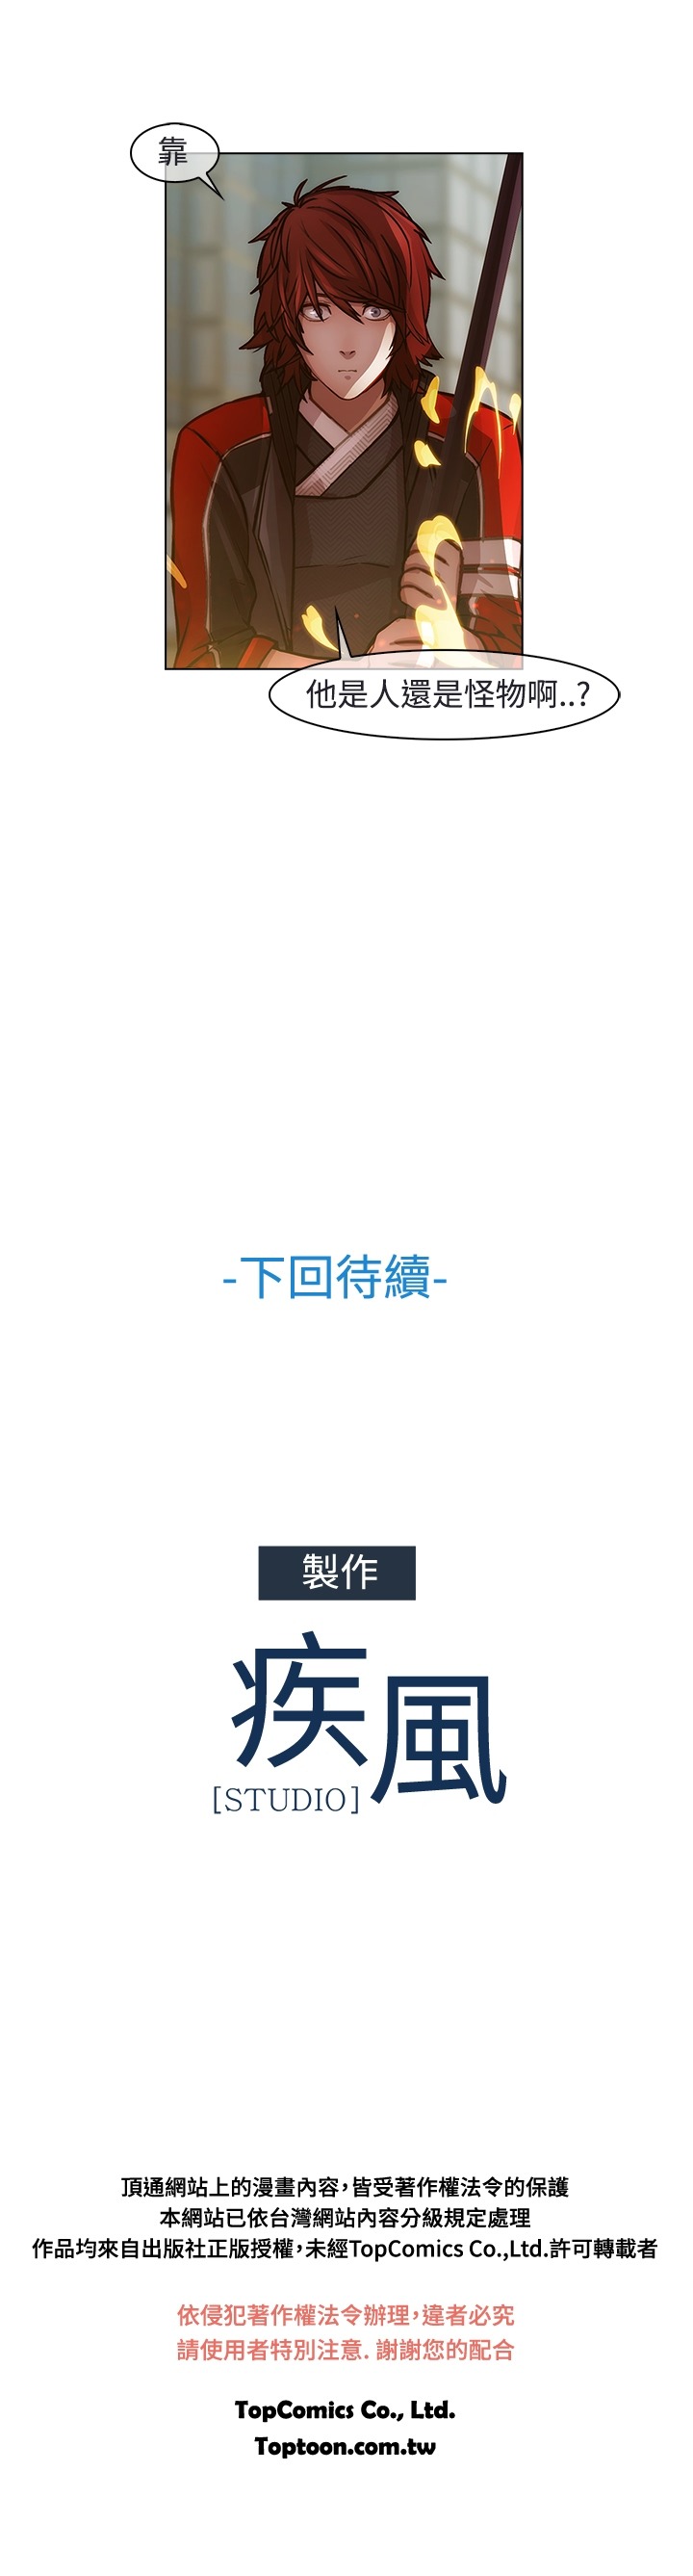 靠
他是人還是怪物啊..?
-下回待續-
製作
疾風
[STUDIO]
頂通網站上的漫畫內容,皆受著作權法令的保護
本網站已依台灣網站內容分級規定處理
作品均來自出版社正版授權,未經TopComics Co.,Ltd.許可轉載者
依侵犯著作權法令辦理,違者必究
請使用者特別注意. 謝謝您的配合
TopComics Co., Ltd.
Toptoon.com.tw